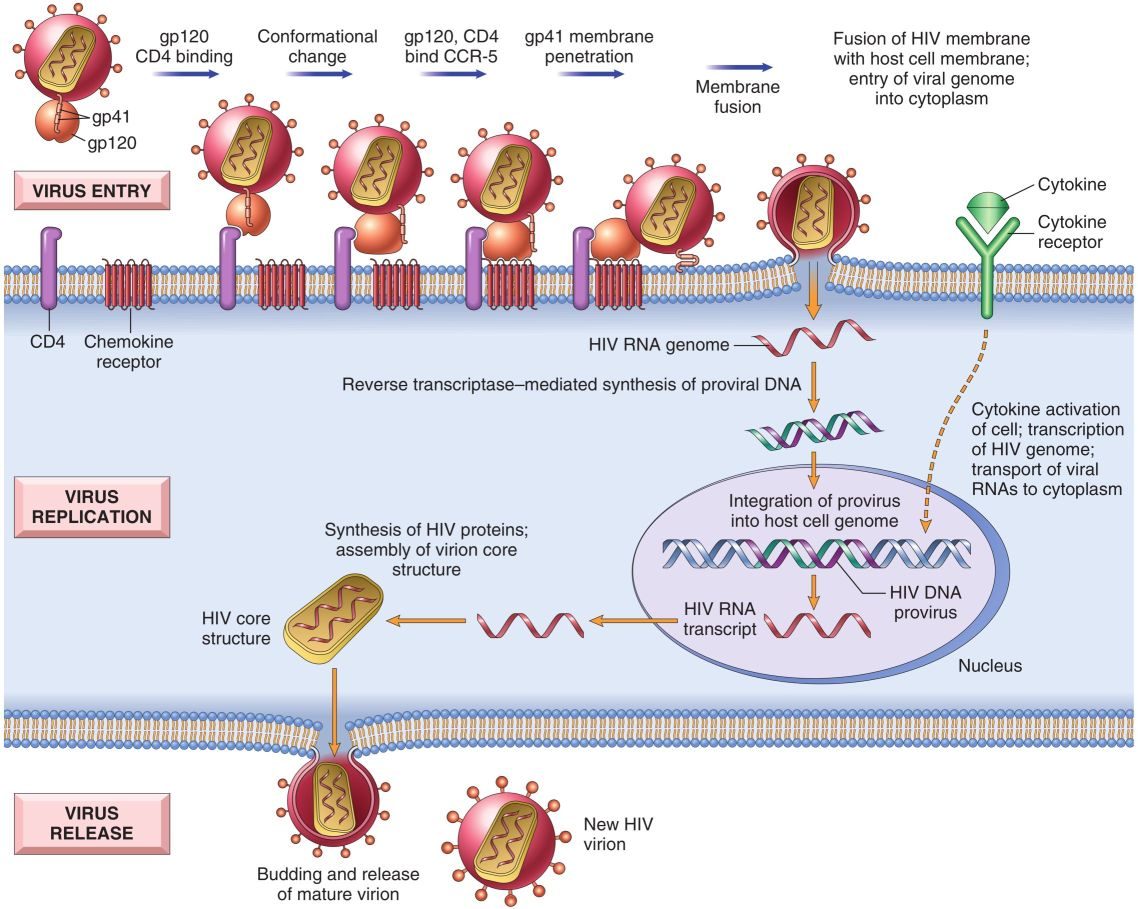 gp120
CD4 binding
Conformational
change
gp120, CD4
bind CCR-5
gp41 membrane
penetration
Membrane
fusion
Fusion of HIV membrane
with host cell membrane;
entry of viral genome
into cytoplasm
gp41
gp120
VIRUS ENTRY
Cytokine
Cytokine
receptor
CD4
Chemokine
receptor
HIV RNA genome
Reverse transcriptase–mediated synthesis of proviral DNA
Cytokine activation
of cell; transcription
of HIV genome;
transport of viral
RNAs to cytoplasm
VIRUS
REPLICATION
Integration of provirus
into host cell genome
Synthesis of HIV proteins;
assembly of virion core
structure
HIV DNA
provirus
HIV core
structure
HIV RNA
transcript
Nucleus
VIRUS
RELEASE
New HIV
virion
Budding and release
of mature virion